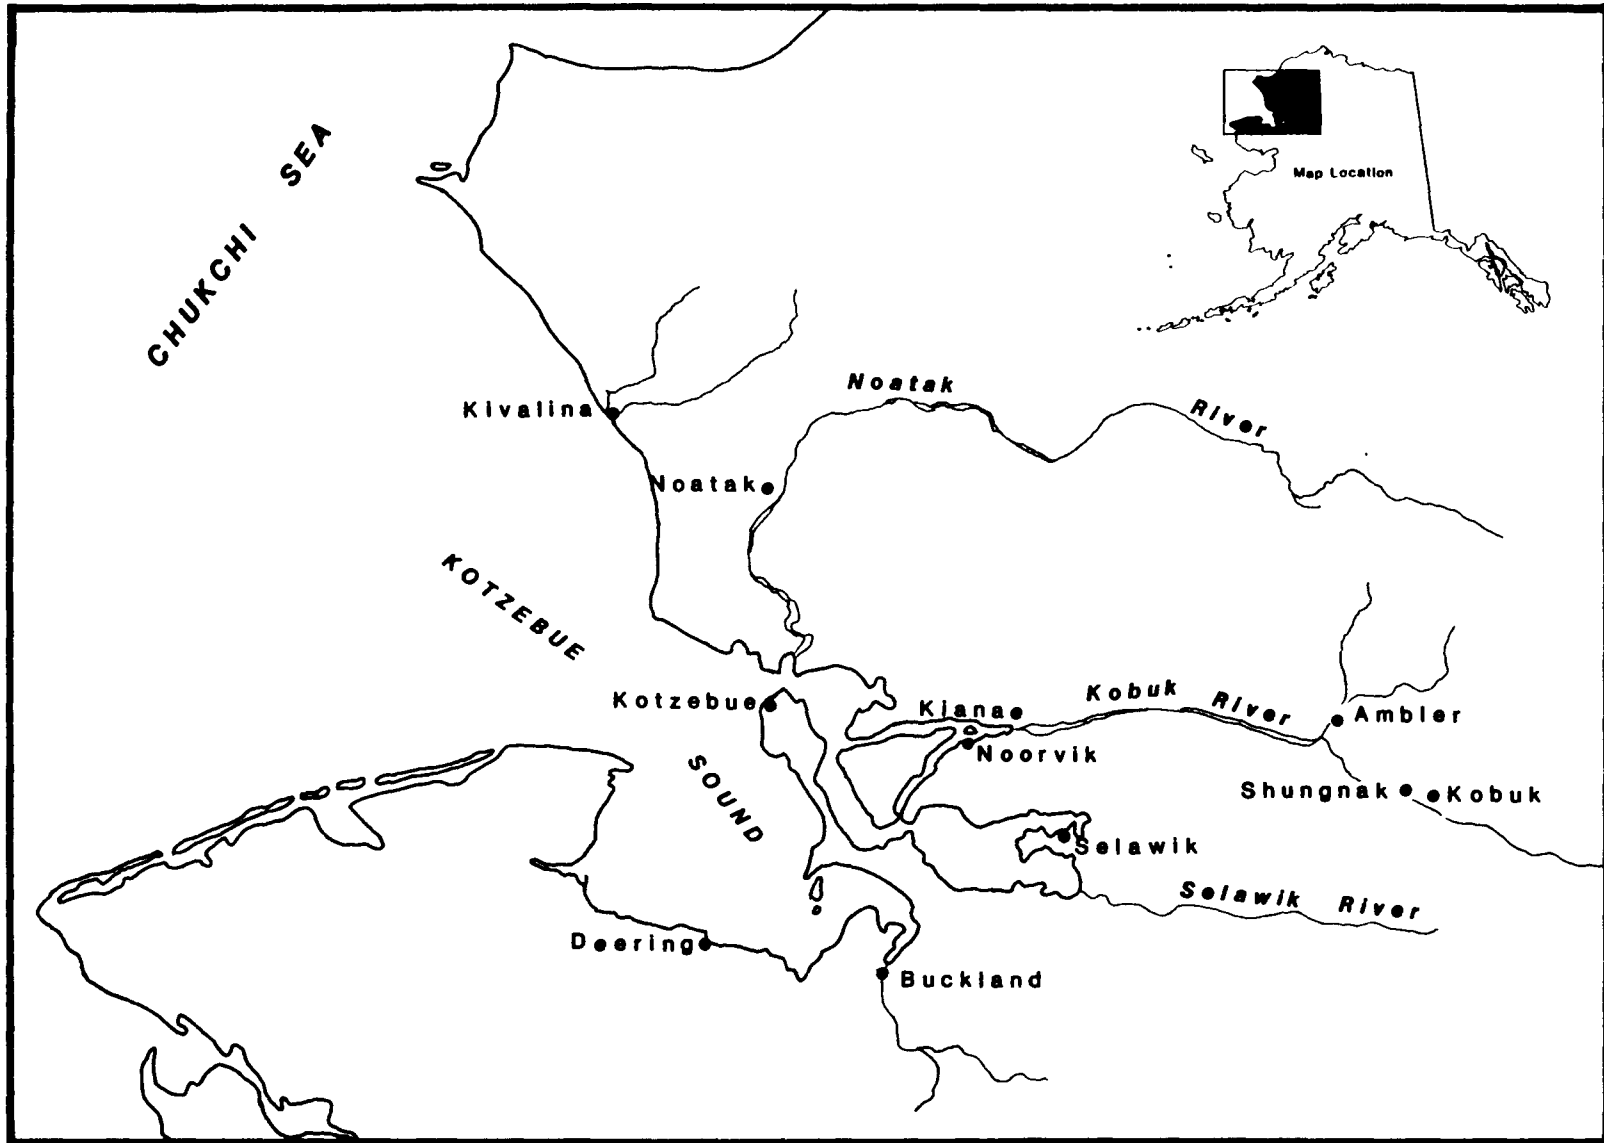 CHUKCHI SEA
Map Location
Noatak River
Kivalina
Noatak
KOTZEBUE SOUND
Kotzebue
Kiana
Kobuk River
Ambler
Noorvik
Shungnak
Kobuk
Selawik
Selawik River
Deering
Buckland